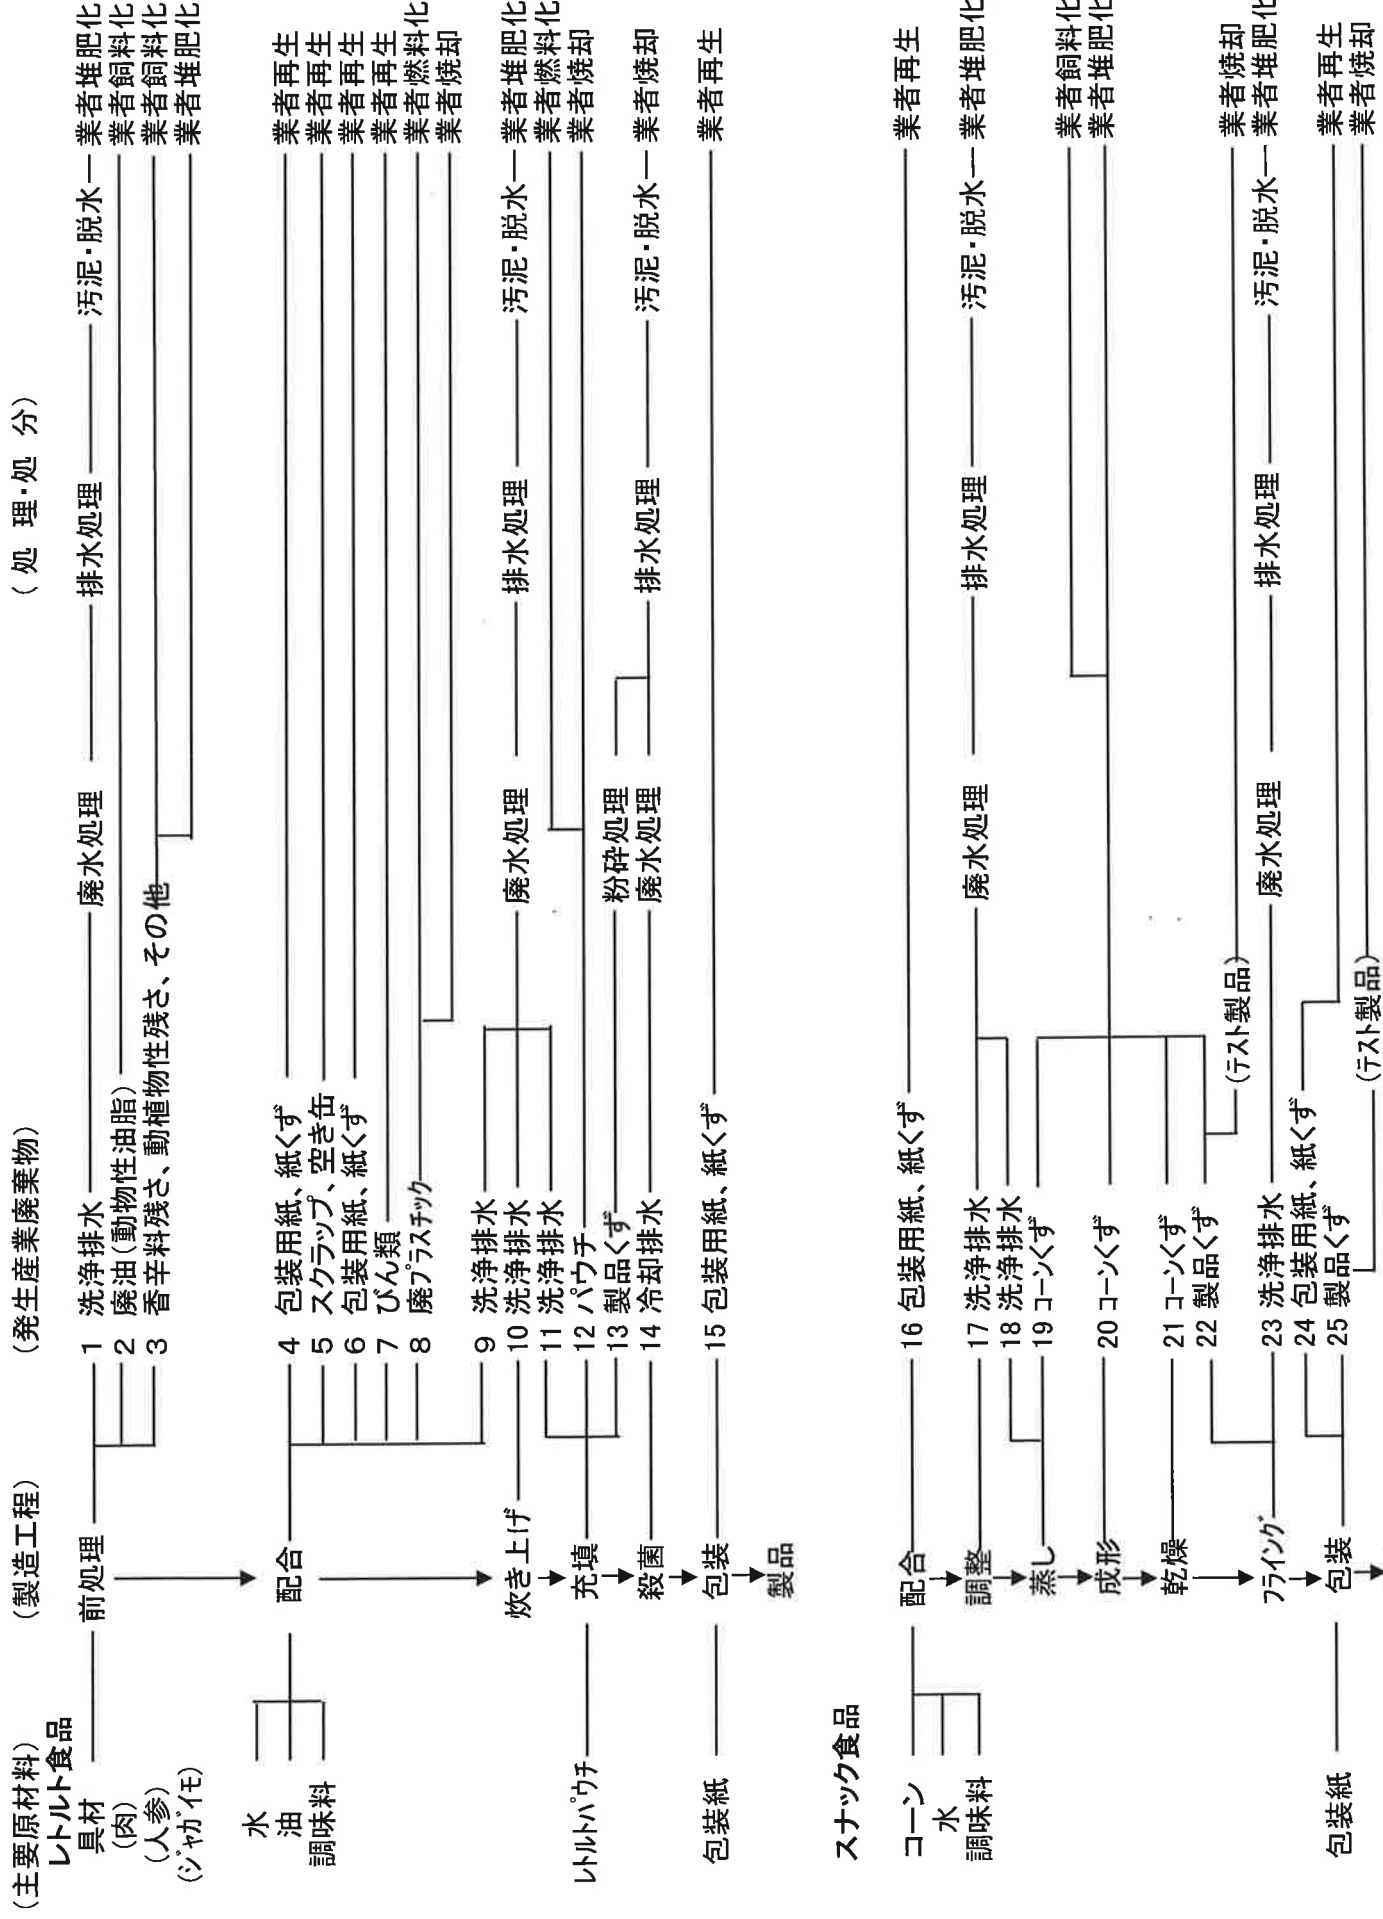 (主要原材料) (製造工程) (発生産業廃棄物) (処 理・処 分)
レトルト食品
具材 前処理 1 洗浄排水 廃水処理 排水処理 汚泥・脱水 業者堆肥化
(肉) 2 廃油(動物性油脂) 業者飼料化
(人参) 3 香辛料残さ、動植物性残さ、その他 業者飼料化
(ジャガイモ) 業者堆肥化
水
油 配合 4 包装用紙、紙くず 業者再生
調味料 5 スクラップ、空き缶 業者再生
6 包装用紙、紙くず 業者再生
7 びん類 業者再生
8 廃プラスチック 業者燃料化
業者焼却
9 洗浄排水
炊き上げ 10 洗浄排水 廃水処理 排水処理 汚泥・脱水 業者堆肥化
11 洗浄排水 業者燃料化
レトルトパウチ 充填 12 パウチ 業者焼却
13 製品くず 粉砕処理
殺菌 14 冷却排水 廃水処理 排水処理 汚泥・脱水 業者焼却
包装紙 包装 15 包装用紙、紙くず 業者再生
製品
スナック食品
コーン 配合 16 包装用紙、紙くず 業者再生
水
調味料 調整 17 洗浄排水 廃水処理 排水処理 汚泥・脱水 業者堆肥化
18 洗浄排水
蒸し 19 コーンくず 業者飼料化
成形 20 コーンくず 業者堆肥化
乾燥 21 コーンくず
22 製品くず (テスト製品) 業者焼却
フライング 23 洗浄排水 廃水処理 排水処理 汚泥・脱水 業者堆肥化
24 包装用紙、紙くず 業者再生
包装紙 包装 25 製品くず (テスト製品) 業者焼却